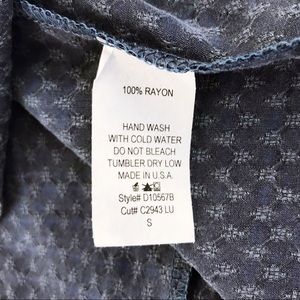 100% RAYON
HAND WASH
WITH COLD WATER
DO NOT BLEACH
TUMBLER DRY LOW
MADE IN U.S.A.
Style# D10567B
Cut# C2943 LU
S